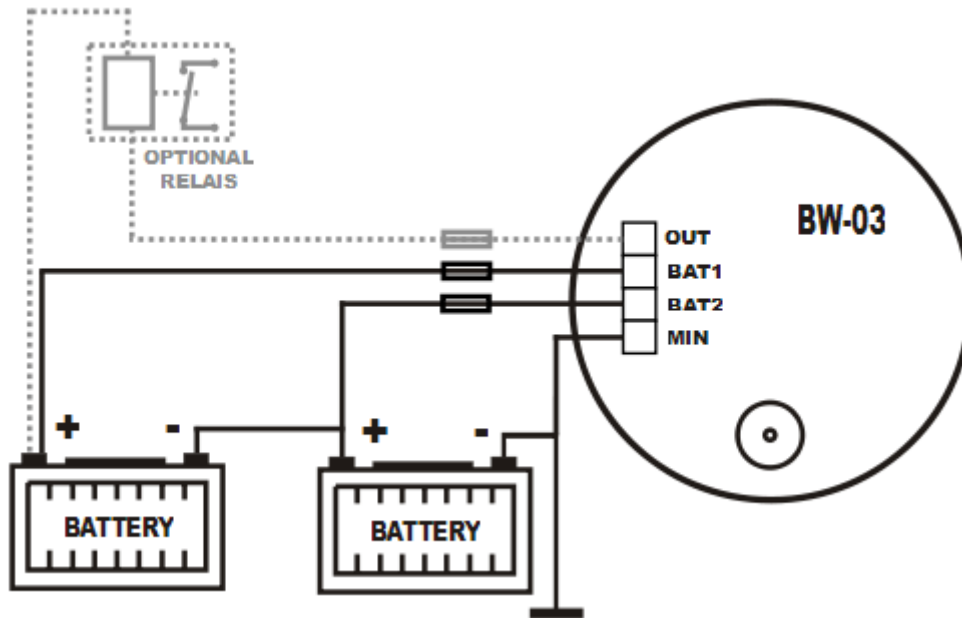 OPTIONAL
RELAIS
BW-03
OUT
BAT1
BAT2
MIN
+ -
+ -
BATTERY
BATTERY